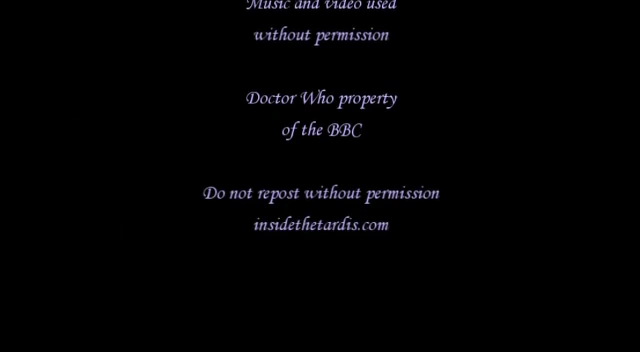 Music and video used
without permission
Doctor Who property
of the BBC
Do not repost without permission
insidethetardis.com